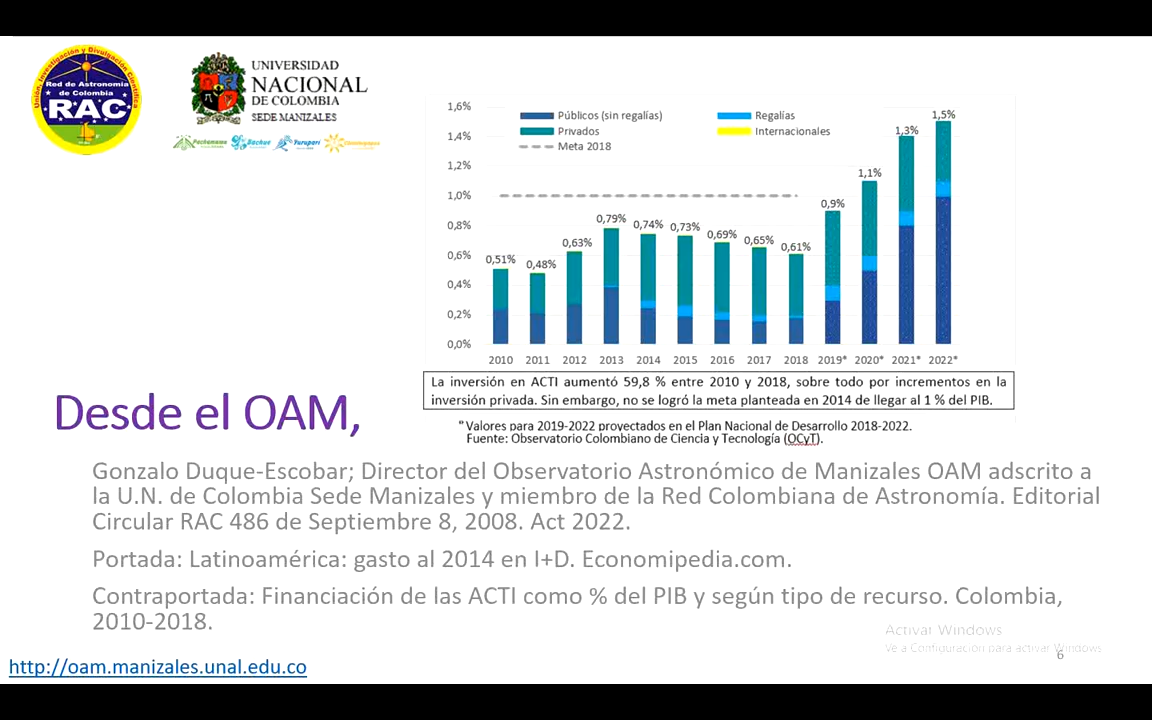 Unión, Investigación y Divulgación Científica
Red de Astronomía
de Colombia
RAC
UNIVERSIDAD
NACIONAL
DE COLOMBIA
SEDE MANIZALES
Pachamama
Bachue
Yurupari
1,6%
1,4%
1,2%
1,0%
0,8%
0,6%
0,4%
0,2%
0,0%
Públicos (sin regalías)
Regalías
Privados
Internacionales
Meta 2018
0,51%
0,48%
0,63%
0,79%
0,74%
0,73%
0,69%
0,65%
0,61%
0,9%
1,1%
1,3%
1,5%
2010 2011 2012 2013 2014 2015 2016 2017 2018 2019* 2020* 2021* 2022*
La inversión en ACTI aumentó 59,8 % entre 2010 y 2018, sobre todo por incrementos en la
inversión privada. Sin embargo, no se logró la meta planteada en 2014 de llegar al 1 % del PIB.
* Valores para 2019-2022 proyectados en el Plan Nacional de Desarrollo 2018-2022.
Fuente: Observatorio Colombiano de Ciencia y Tecnología (OCyT).
Desde el OAM,
Gonzalo Duque-Escobar; Director del Observatorio Astronómico de Manizales OAM adscrito a
la U.N. de Colombia Sede Manizales y miembro de la Red Colombiana de Astronomía. Editorial
Circular RAC 486 de Septiembre 8, 2008. Act 2022.
Portada: Latinoamérica: gasto al 2014 en I+D. Economipedia.com.
Contraportada: Financiación de las ACTI como % del PIB y según tipo de recurso. Colombia,
2010-2018.
Activar Windows
Ve a Configuración para activar Windows
6
http://oam.manizales.unal.edu.co